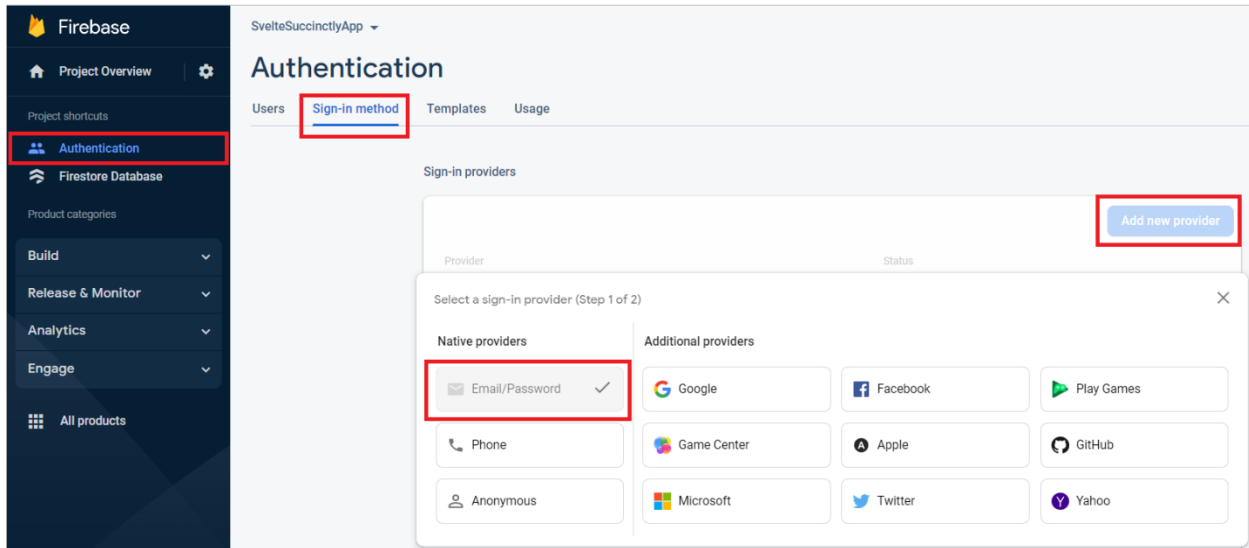 Firebase
Project Overview
Project shortcuts
Authentication
Firestore Database
Product categories
Build
Release & Monitor
Analytics
Engage
All products
SvelteSuccinctlyApp
Authentication
Users Sign-in method Templates Usage
Sign-in providers
Add new provider
Provider Status
Select a sign-in provider (Step 1 of 2)
Native providers Additional providers
Email/Password Google Facebook Play Games
Phone Game Center Apple GitHub
Anonymous Microsoft Twitter Yahoo